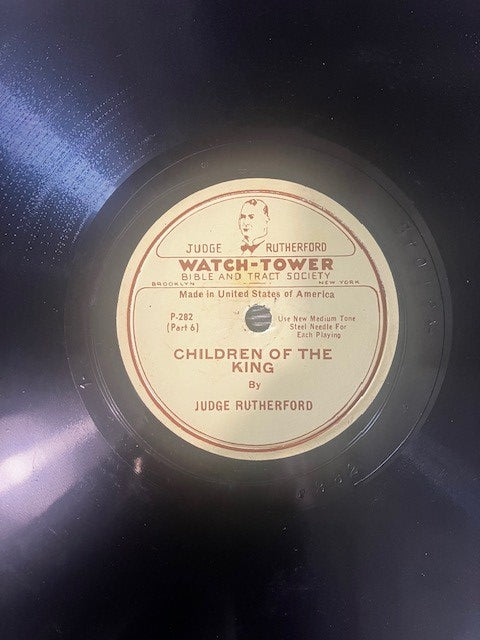 JUDGE RUTHERFORD
WATCH-TOWER
BIBLE AND TRACT SOCIETY
BROOKLYN NEW YORK
Made in United States of America
P-282
(Part 6)
Use New Medium Tone
Steel Needle For
Each Playing
CHILDREN OF THE
KING
By
JUDGE RUTHERFORD